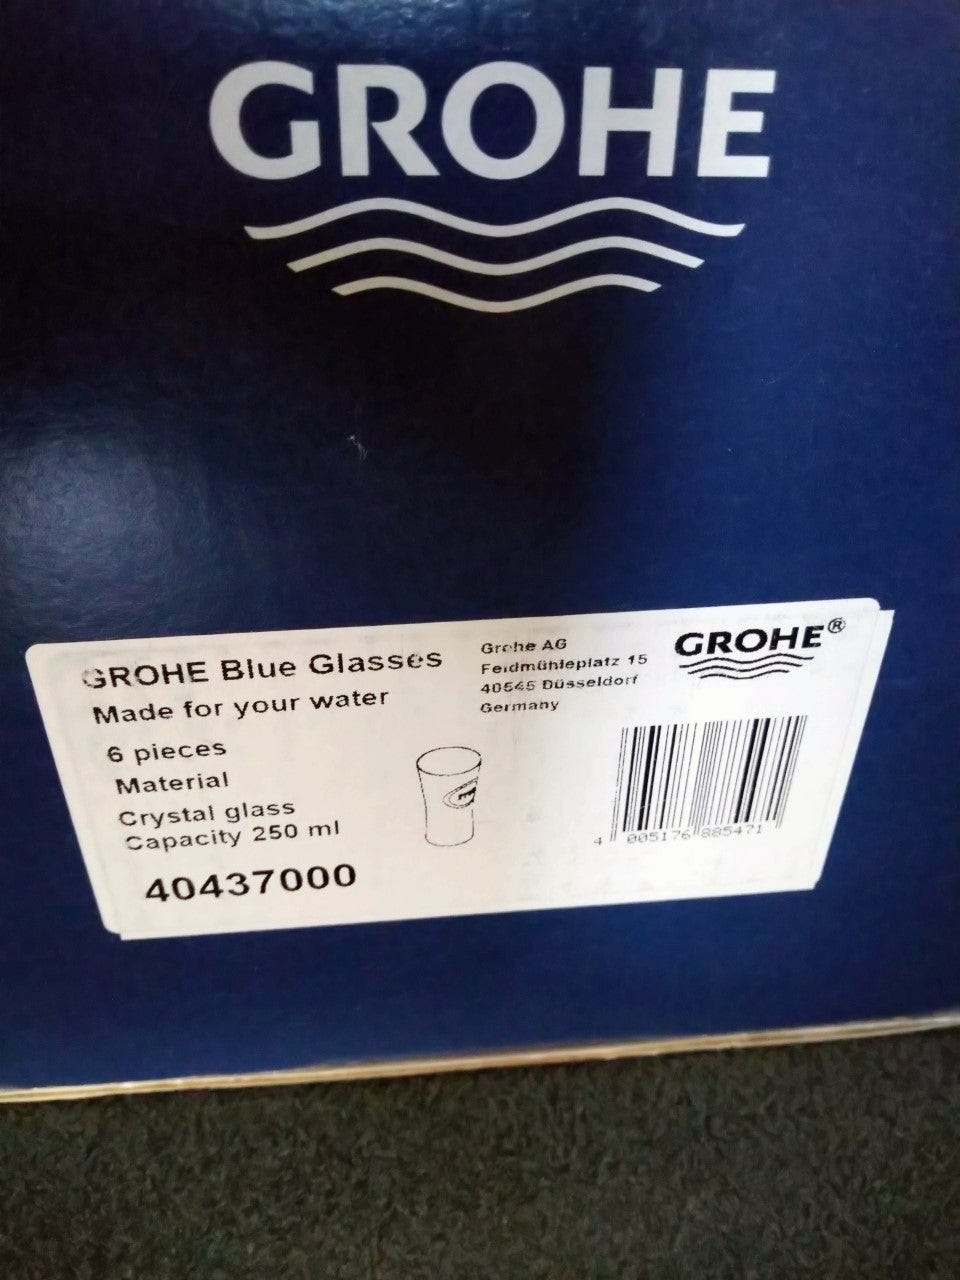 GROHE
GROHE Blue Glasses
Made for your water
6 pieces
Material
Crystal glass
Capacity 250 ml
40437000
Grohe AG
Feldmühleplatz 15
40545 Düsseldorf
Germany
GROHE®
4 005176 885471